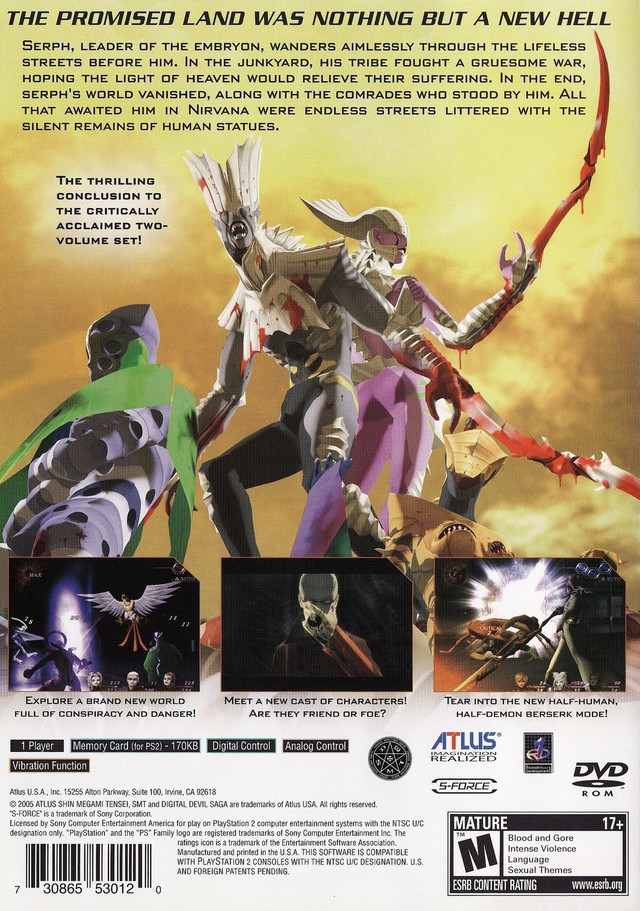 THE PROMISED LAND WAS NOTHING BUT A NEW HELL
SERPH, LEADER OF THE EMBRYON, WANDERS AIMLESSLY THROUGH THE LIFELESS
STREETS BEFORE HIM. IN THE JUNKYARD, HIS TRIBE FOUGHT A GRUESOME WAR,
HOPING THE LIGHT OF HEAVEN WOULD RELIEVE THEIR SUFFERING. IN THE END,
SERPH'S WORLD VANISHED, ALONG WITH THE COMRADES WHO STOOD BY HIM. ALL
THAT AWAITED HIM IN NIRVANA WERE ENDLESS STREETS LITTERED WITH THE
SILENT REMAINS OF HUMAN STATUES.
THE THRILLING
CONCLUSION TO
THE CRITICALLY
ACCLAIMED TWO-
VOLUME SET!
MAX
CRITICAL
EXPLORE A BRAND NEW WORLD
FULL OF CONSPIRACY AND DANGER!
MEET A NEW CAST OF CHARACTERS!
ARE THEY FRIEND OR FOE?
TEAR INTO THE NEW HALF-HUMAN,
HALF-DEMON BERSERK MODE!
1 Player
Memory Card (for PS2) - 170KB
Digital Control
Analog Control
Vibration Function
ATLUS®
IMAGINATION
REALIZED
S-FORCE
DVD
ROM
Atlus U.S.A., Inc. 15255 Alton Parkway, Suite 100, Irvine, CA 92618
© 2005 ATLUS SHIN MEGAMI TENSEI, SMT and DIGITAL DEVIL SAGA are trademarks of Atlus USA. All rights reserved.
"S-FORCE" is a trademark of Sony Corporation.
Licensed by Sony Computer Entertainment America for play on PlayStation 2 computer entertainment systems with the NTSC U/C
designation only. "PlayStation" and the "PS" Family logo are registered trademarks of Sony Computer Entertainment Inc. The
ratings icon is a trademark of the Entertainment Software Association.
Manufactured and printed in the U.S.A. THIS SOFTWARE IS COMPATIBLE
WITH PLAYSTATION 2 CONSOLES WITH THE NTSC U/C DESIGNATION. U.S.
AND FOREIGN PATENTS PENDING.
7 30865 53012 0
MATURE 17+
TM
M
Blood and Gore
Intense Violence
Language
Sexual Themes
ESRB CONTENT RATING www.esrb.org